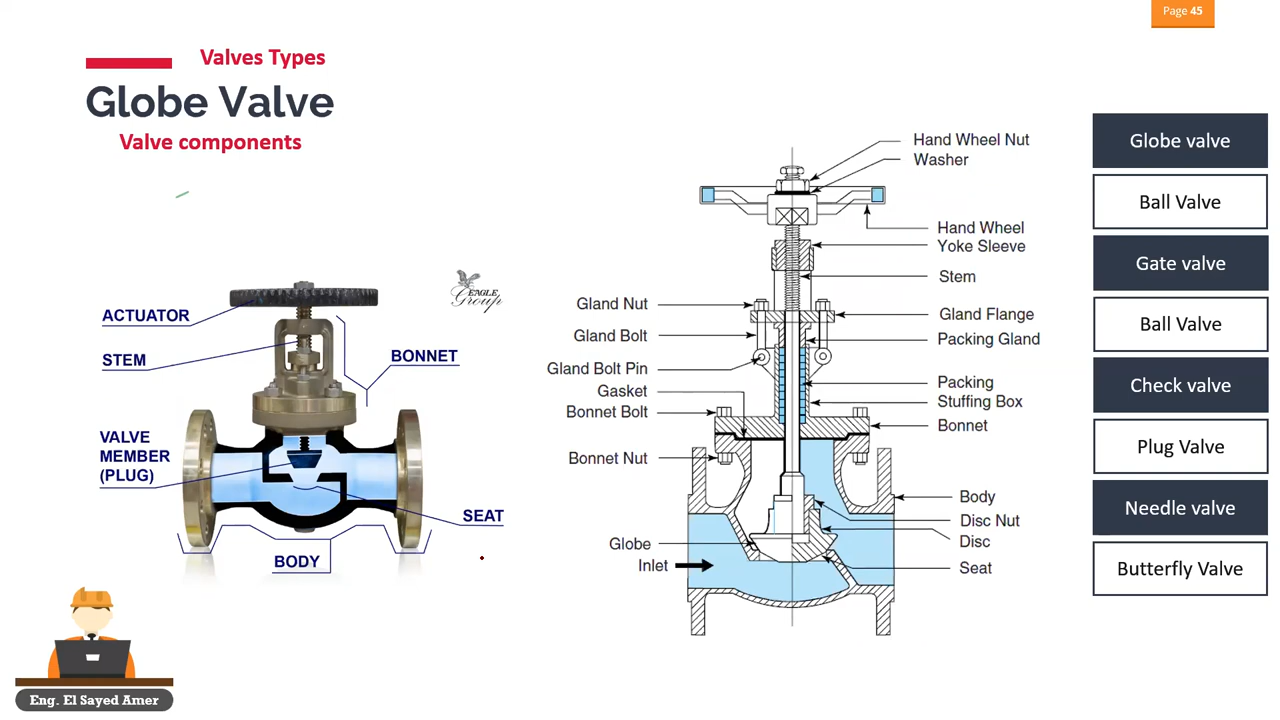 Page 45
Valves Types
Globe Valve
Valve components
EAGLE
Group
ACTUATOR
STEM
BONNET
VALVE
MEMBER
(PLUG)
SEAT
BODY
Hand Wheel Nut
Washer
Hand Wheel
Yoke Sleeve
Stem
Gland Nut
Gland Flange
Gland Bolt
Packing Gland
Gland Bolt Pin
Packing
Gasket
Stuffing Box
Bonnet Bolt
Bonnet
Bonnet Nut
Body
Disc Nut
Globe
Disc
Inlet
Seat
Globe valve
Ball Valve
Gate valve
Ball Valve
Check valve
Plug Valve
Needle valve
Butterfly Valve
Eng. El Sayed Amer